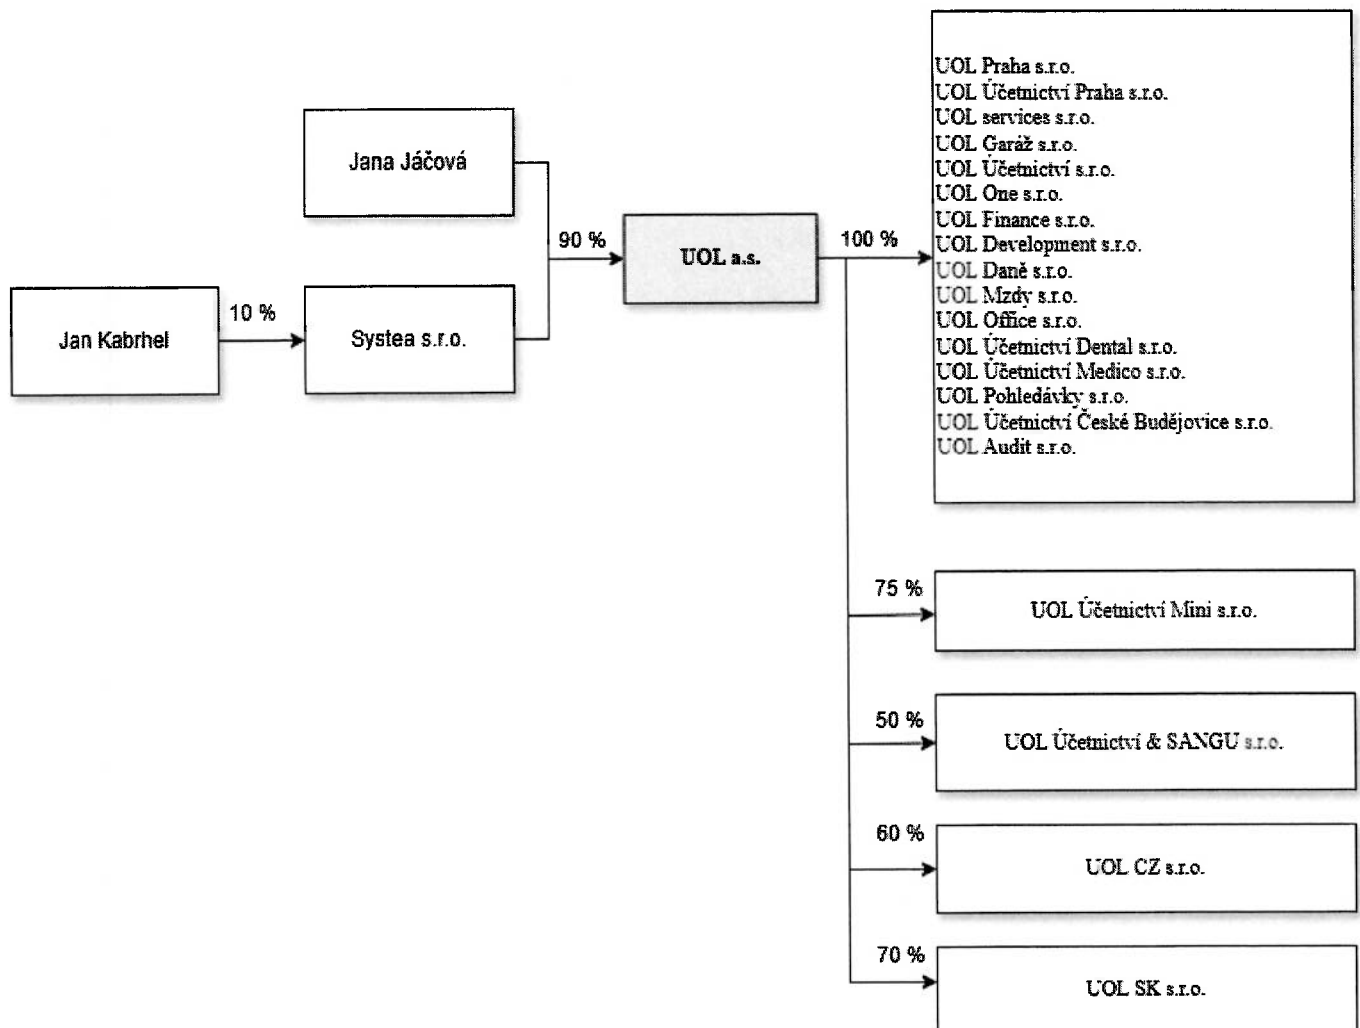 Jana Jáčová
90 %
UOL a.s.
100 %
Jan Kabrhel
10 %
Systea s.r.o.
UOL Praha s.r.o.
UOL Účetnictví Praha s.r.o.
UOL services s.r.o.
UOL Garáž s.r.o.
UOL Účetnictví s.r.o.
UOL One s.r.o.
UOL Finance s.r.o.
UOL Development s.r.o.
UOL Daně s.r.o.
UOL Mzdy s.r.o.
UOL Office s.r.o.
UOL Účetnictví Dental s.r.o.
UOL Účetnictví Medico s.r.o.
UOL Pohledávky s.r.o.
UOL Účetnictví České Budějovice s.r.o.
UOL Audit s.r.o.
75 %
UOL Účetnictví Mini s.r.o.
50 %
UOL Účetnictví & SANGU s.r.o.
60 %
UOL CZ s.r.o.
70 %
UOL SK s.r.o.